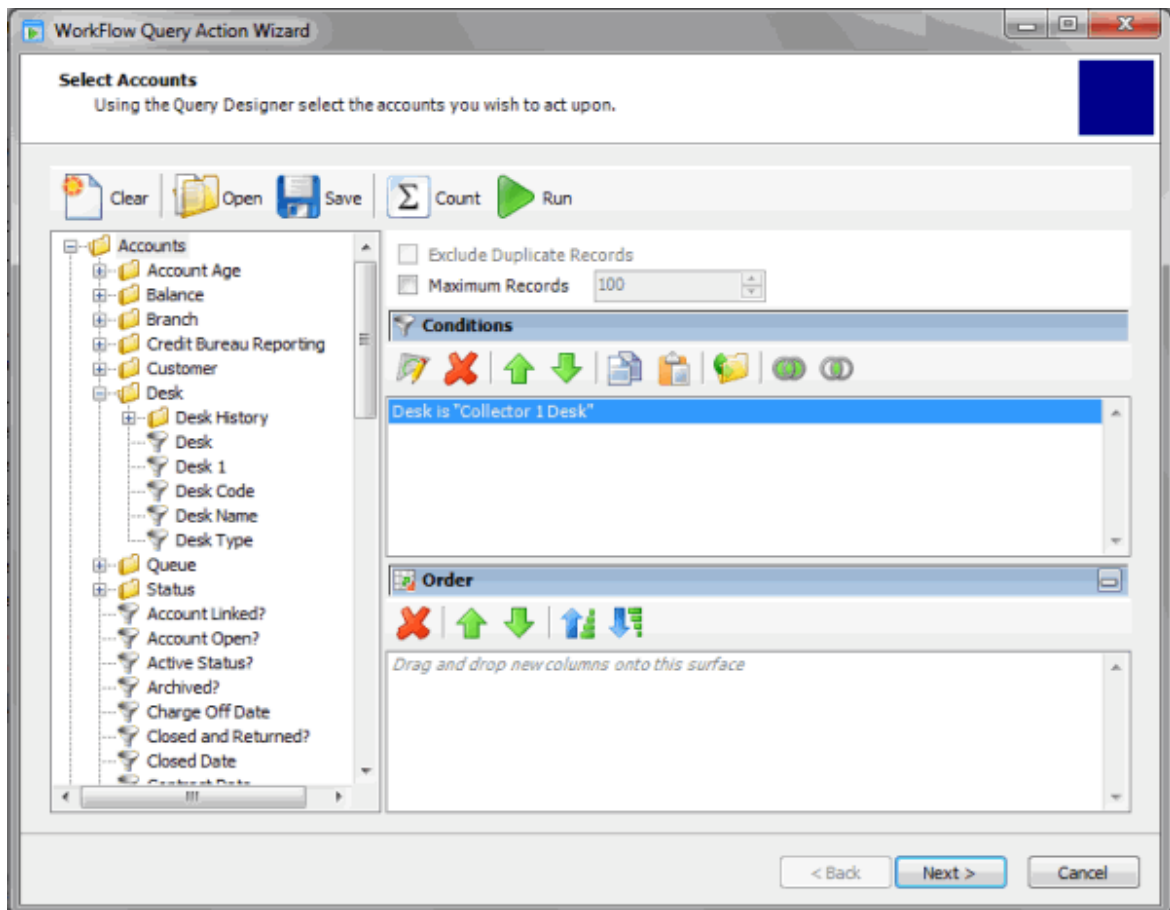 WorkFlow Query Action Wizard
Select Accounts
Using the Query Designer select the accounts you wish to act upon.
Clear Open Save Σ Count Run
Accounts
Account Age
Balance
Branch
Credit Bureau Reporting
Customer
Desk
Desk History
Desk
Desk 1
Desk Code
Desk Name
Desk Type
Queue
Status
Account Linked?
Account Open?
Active Status?
Archived?
Charge Off Date
Closed and Returned?
Closed Date
Contract Date
Exclude Duplicate Records
Maximum Records 100
Conditions
Desk is "Collector 1 Desk"
Order
Drag and drop new columns onto this surface
< Back Next > Cancel